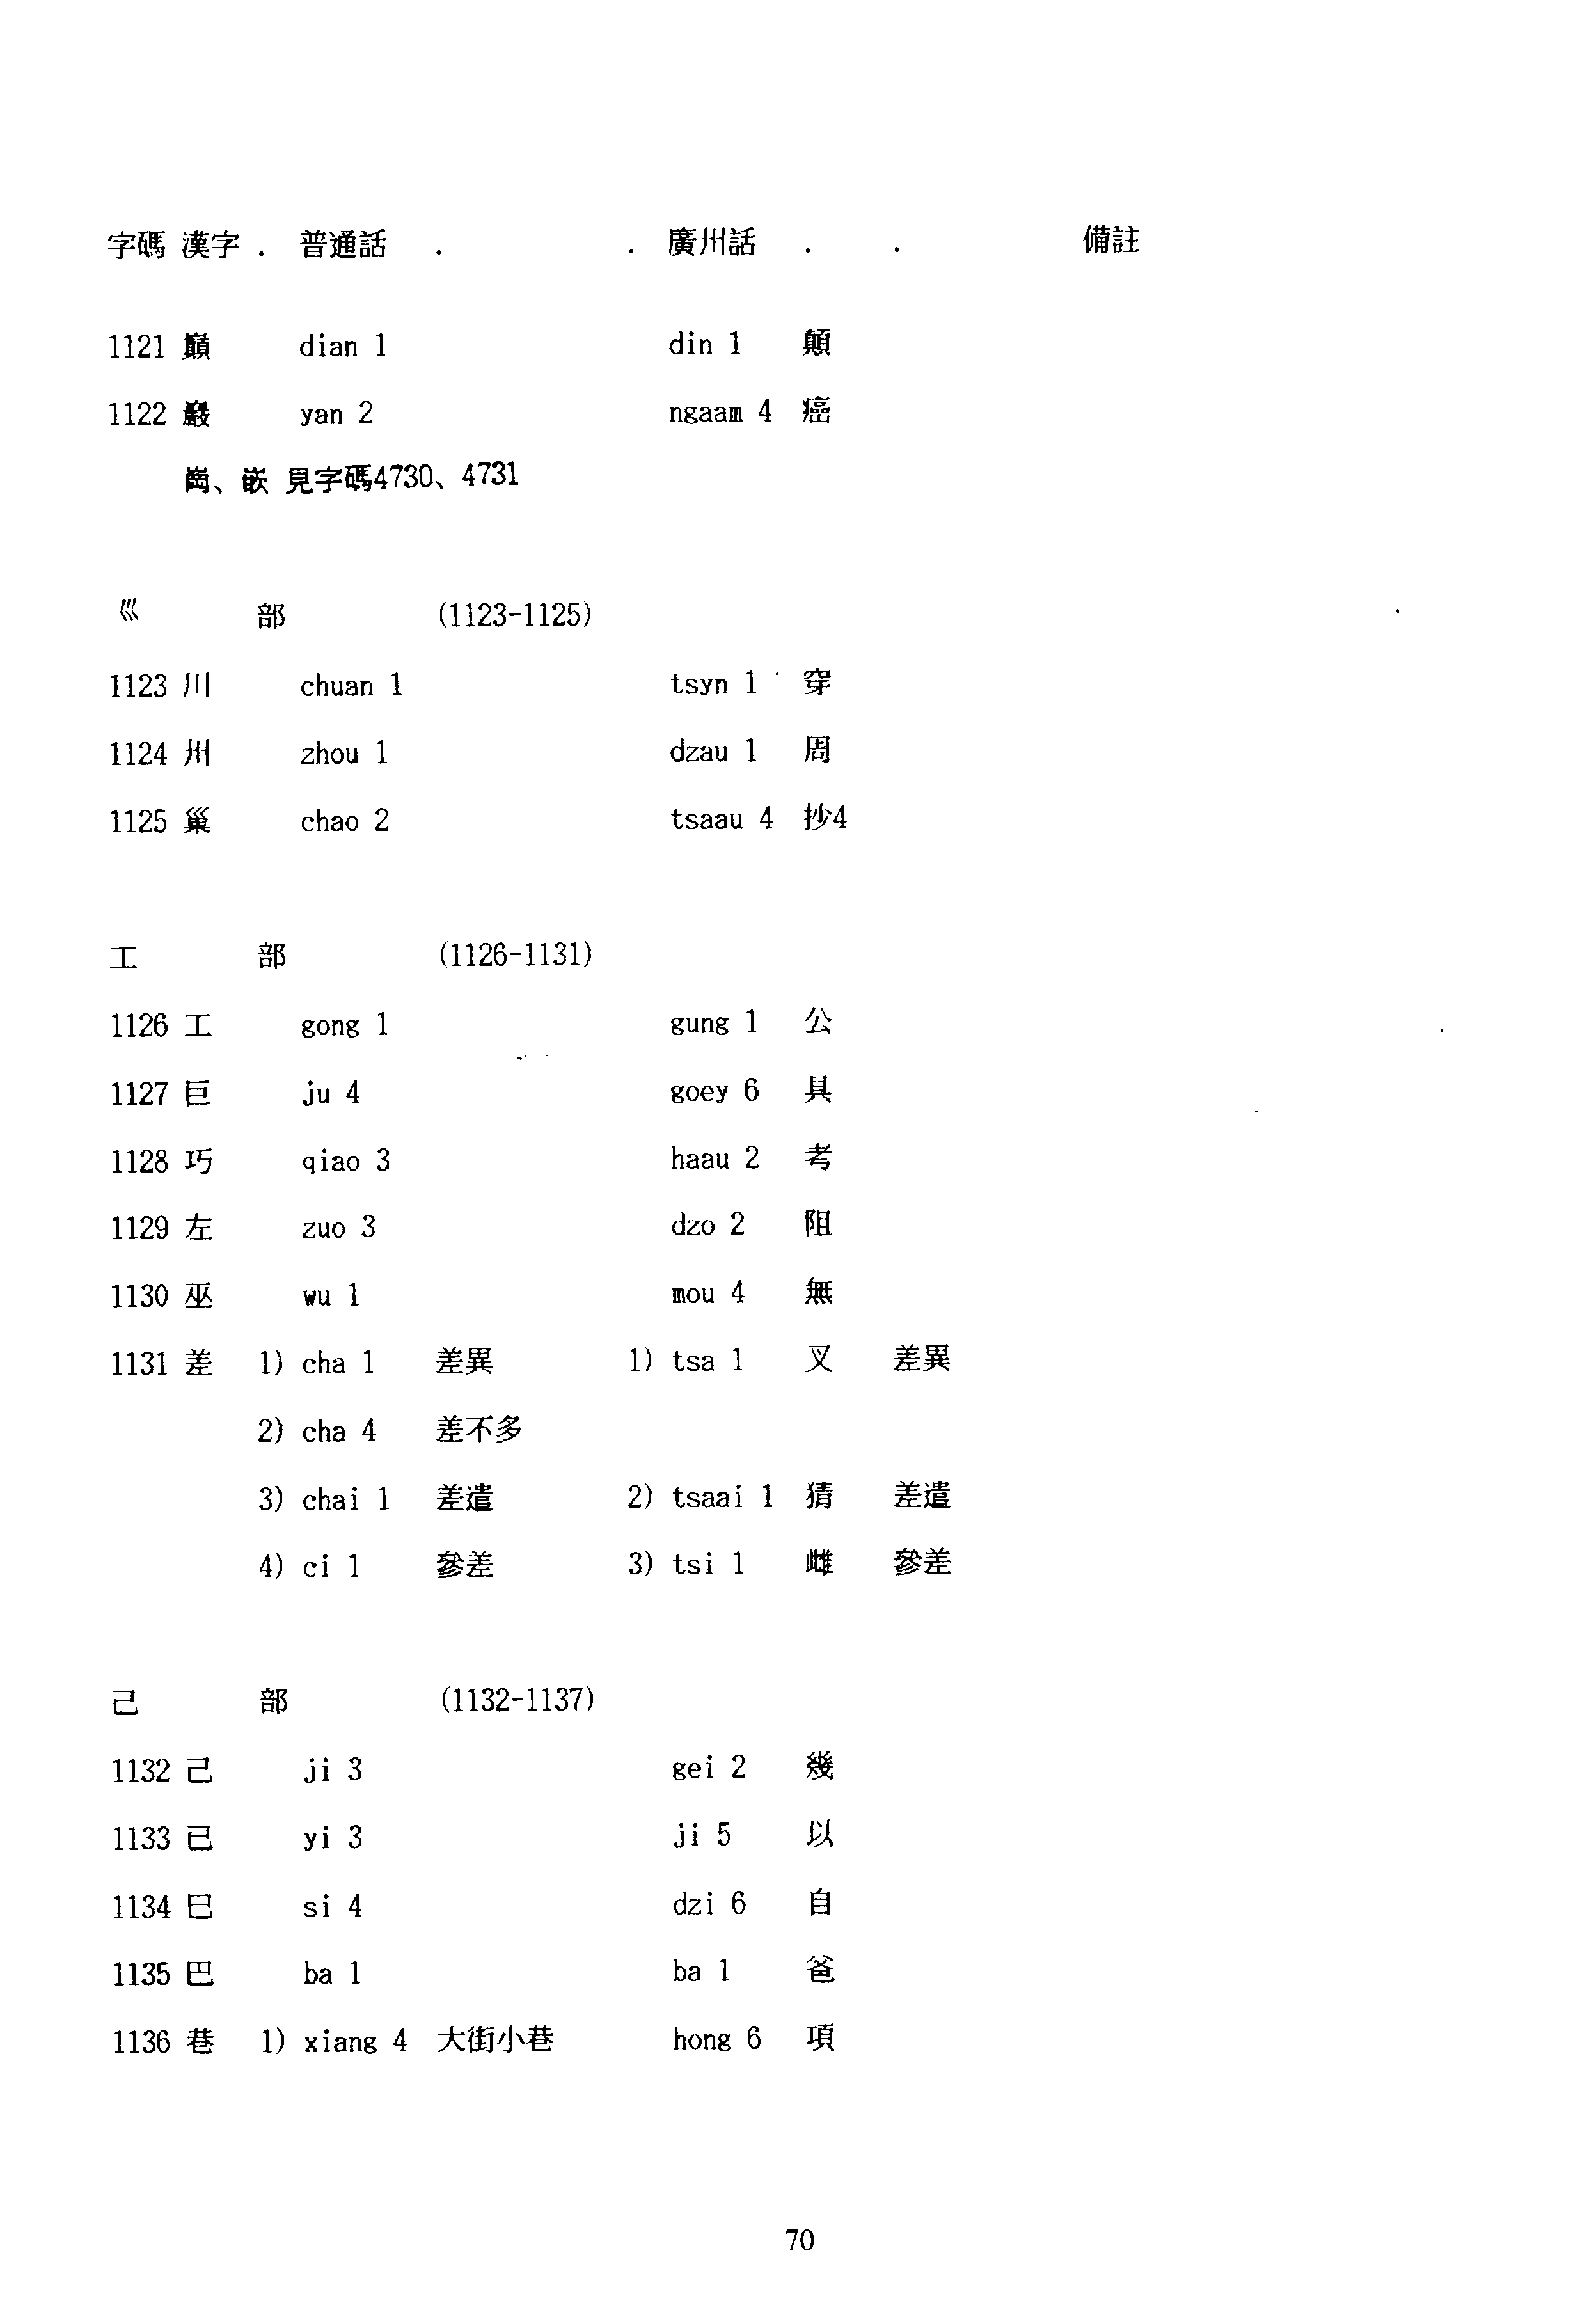 字碼 漢字 . 普通話 . . 廣州話 . . 備註
1121 巔 dian 1 din 1 顛
1122 巖 yan 2 ngaam 4 癌
崗、嵌 見字碼4730、4731
巛 部 (1123-1125)
1123 川 chuan 1 tsyn 1 穿
1124 州 zhou 1 dzau 1 周
1125 巢 chao 2 tsaau 4 抄4
工 部 (1126-1131)
1126 工 gong 1 gung 1 公
1127 巨 ju 4 goey 6 具
1128 巧 qiao 3 haau 2 考
1129 左 zuo 3 dzo 2 阻
1130 巫 wu 1 mou 4 無
1131 差 1) cha 1 差異 1) tsa 1 叉 差異
2) cha 4 差不多
3) chai 1 差遣 2) tsaai 1 猜 差遣
4) ci 1 參差 3) tsi 1 雌 參差
己 部 (1132-1137)
1132 己 ji 3 gei 2 幾
1133 已 yi 3 ji 5 以
1134 巳 si 4 dzi 6 自
1135 巴 ba 1 ba 1 爸
1136 巷 1) xiang 4 大街小巷 hong 6 項
70